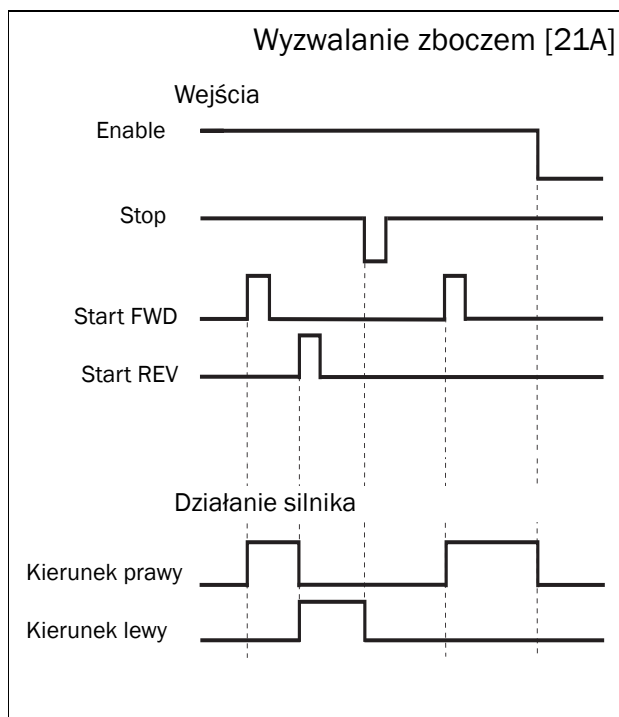 Wyzwalanie zboczem [21A]
Wejścia
Enable
Stop
Start FWD
Start REV
Działanie silnika
Kierunek prawy
Kierunek lewy